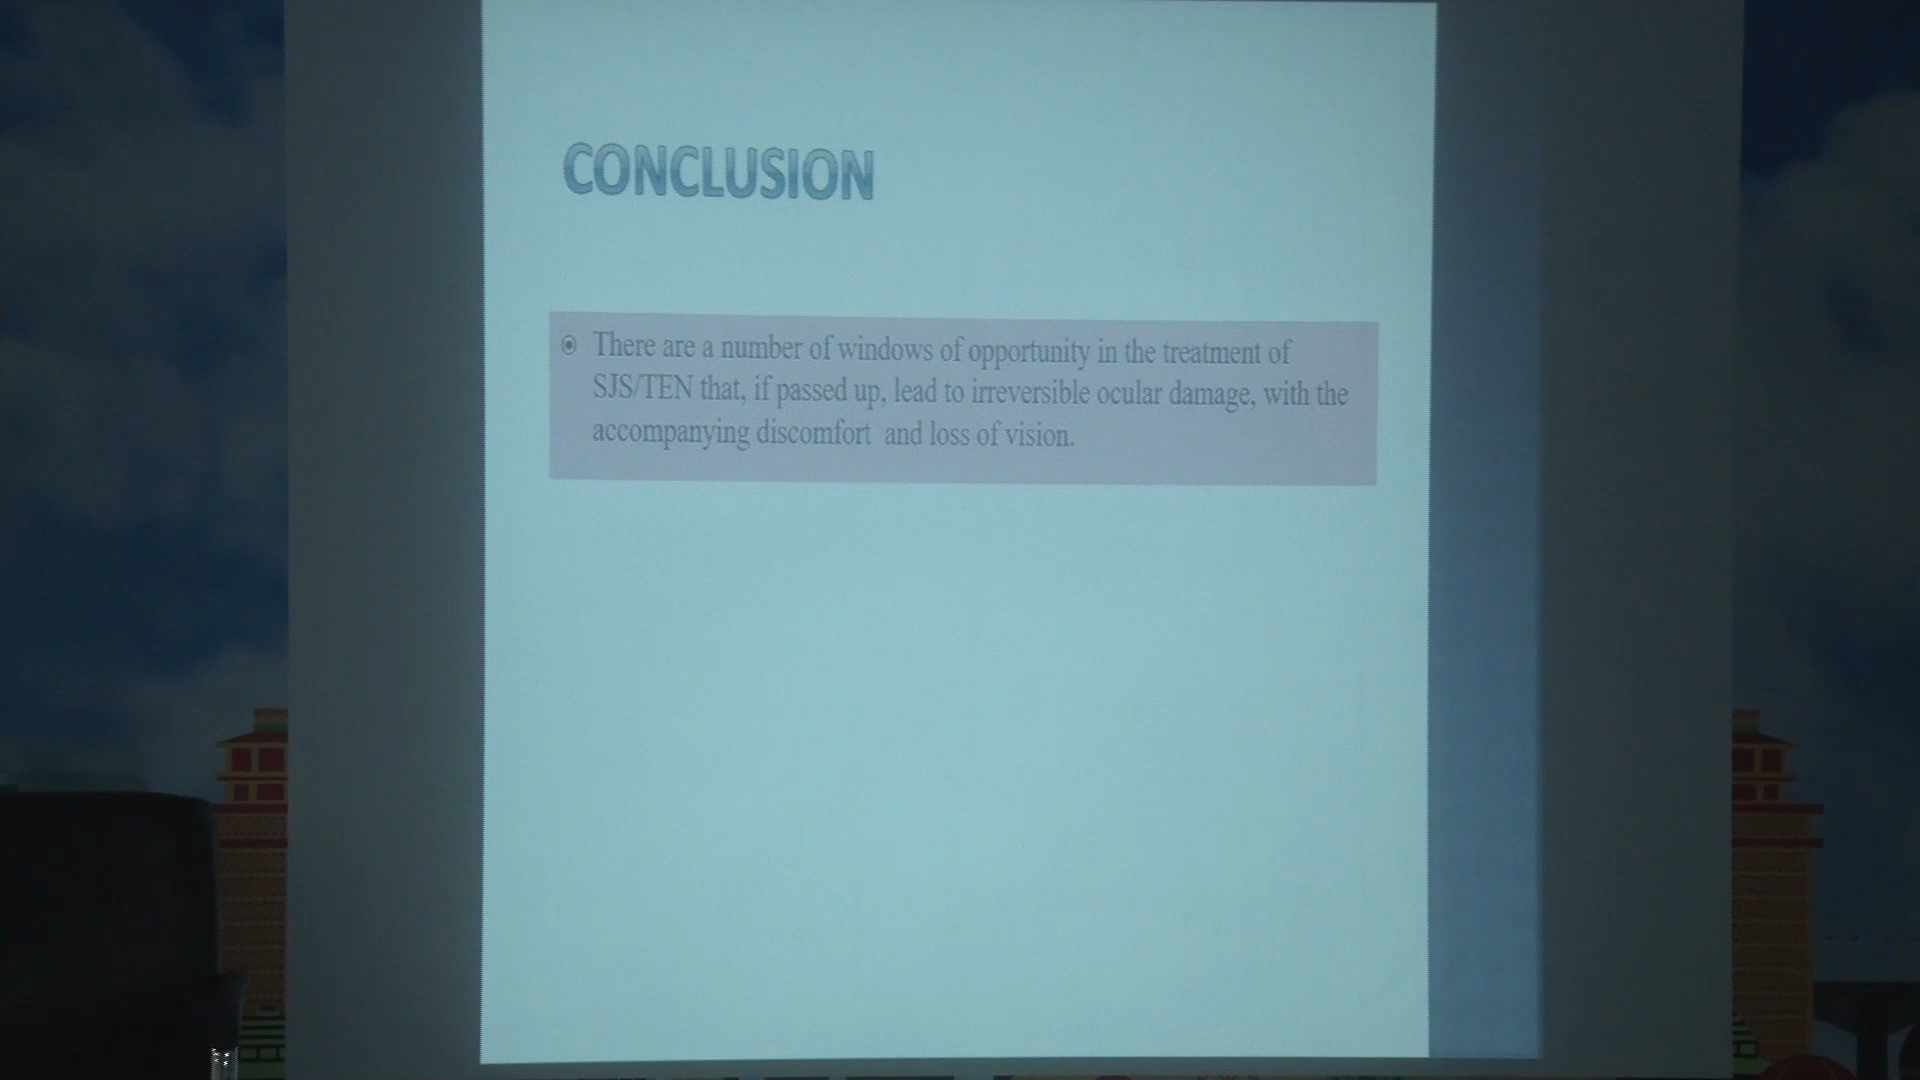 CONCLUSION
There are a number of windows of opportunity in the treatment of
SJS/TEN that, if passed up, lead to irreversible ocular damage, with the
accompanying discomfort and loss of vision.